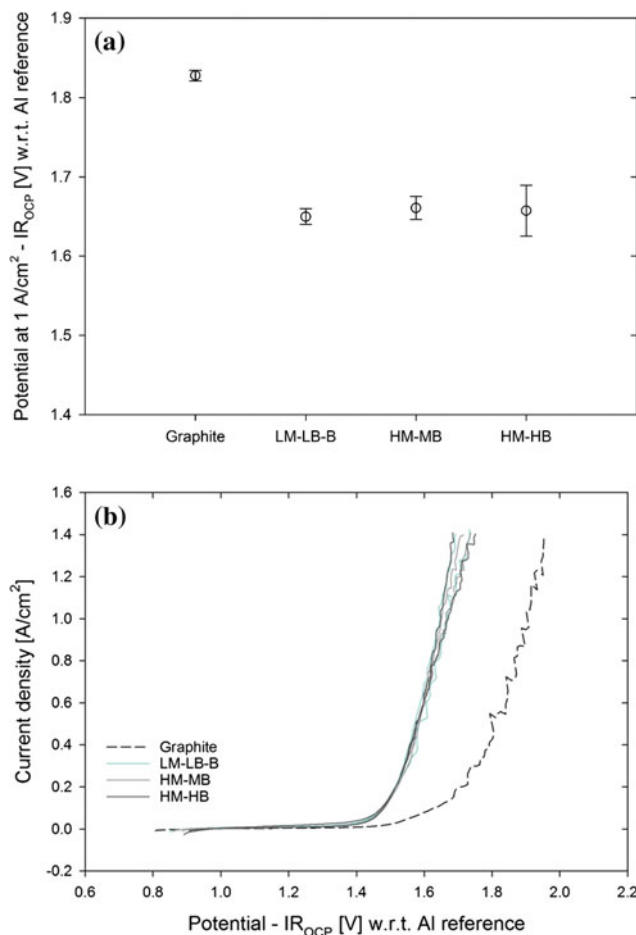 (a)
Potential at 1 A/cm² - IR_OCP [V] w.r.t. Al reference
1.9
1.8
1.7
1.6
1.5
1.4
Graphite LM-LB-B HM-MB HM-HB
(b)
Current density [A/cm²]
1.6
1.4
1.2
1.0
0.8
0.6
0.4
0.2
0.0
-0.2
Graphite
LM-LB-B
HM-MB
HM-HB
0.6 0.8 1.0 1.2 1.4 1.6 1.8 2.0 2.2
Potential - IR_OCP [V] w.r.t. Al reference